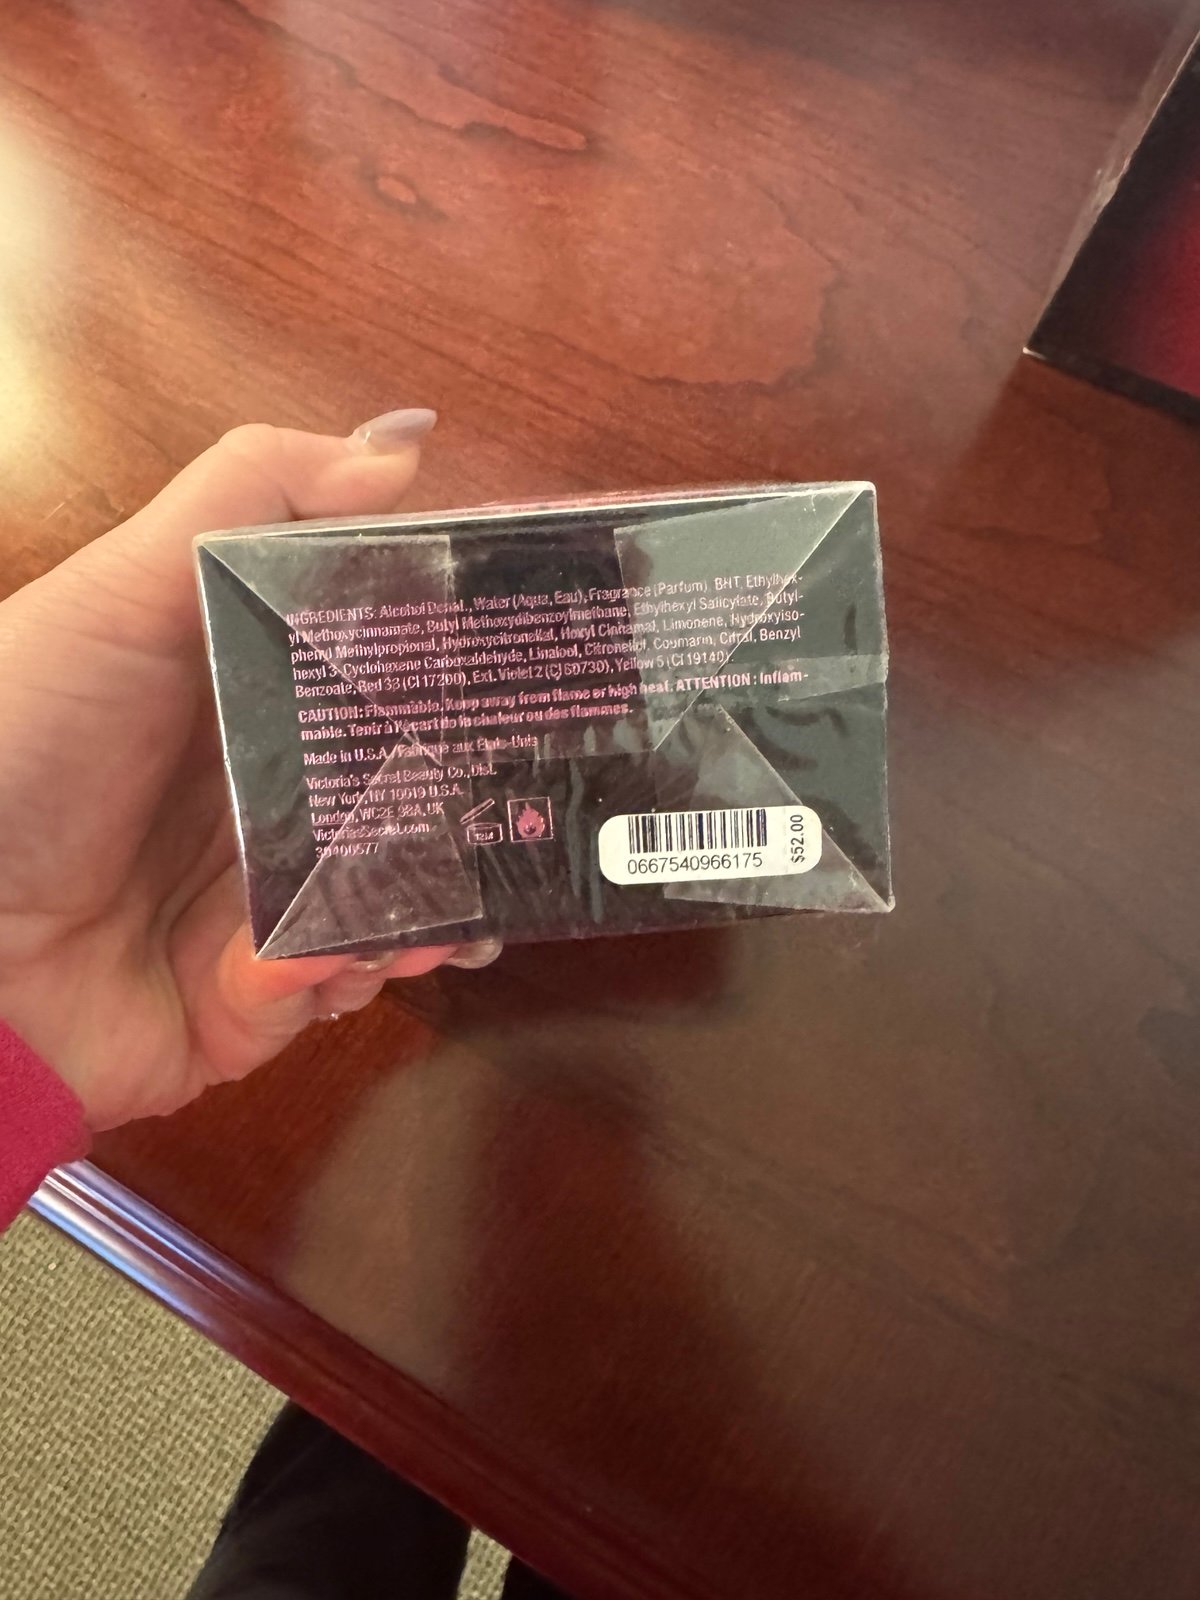 INGREDIENTS: Alcohol Denat., Water (Aqua, Eau), Fragrance (Parfum), BHT, Ethylhex-
yl Methoxycinnamate, Butyl Methoxydibenzoylmethane, Ethylhexyl Salicylate, Butyl-
phenyl Methylpropional, Hydroxycitronellal, Hexyl Cinnamal, Limonene, Hydroxyiso-
hexyl 3-Cyclohexene Carboxaldehyde, Linalool, Citronellol, Coumarin, Citral, Benzyl
Benzoate, Red 33 (CI 17200), Ext. Violet 2 (CI 60730), Yellow 5 (CI 19140).
CAUTION: Flammable. Keep away from flame or high heat. ATTENTION : Inflam-
mable. Tenir à l'écart de la chaleur ou des flammes.
Made in U.S.A./Fabriqué aux États-Unis
Victoria's Secret Beauty Co., Dist.
New York, NY 10019 U.S.A.
London, WC2E 9BA, UK
VictoriasSecret.com
30400577
12M
0667540966175
$52.00